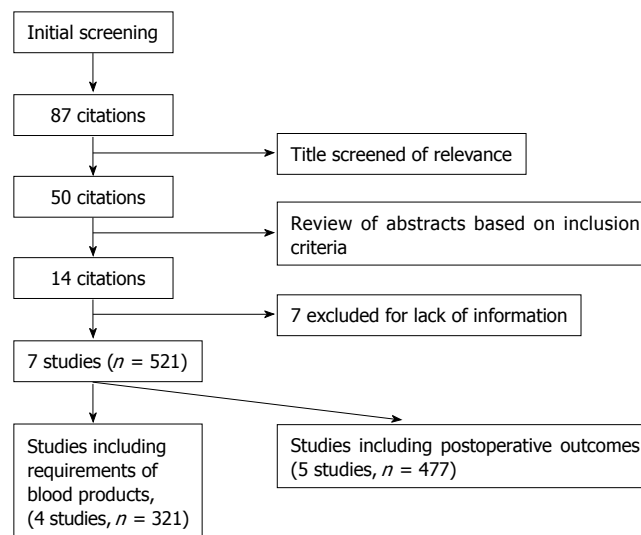 Initial screening
87 citations
Title screened of relevance
50 citations
Review of abstracts based on inclusion
criteria
14 citations
7 excluded for lack of information
7 studies (n = 521)
Studies including
requirements of
blood products,
(4 studies, n = 321)
Studies including postoperative outcomes
(5 studies, n = 477)